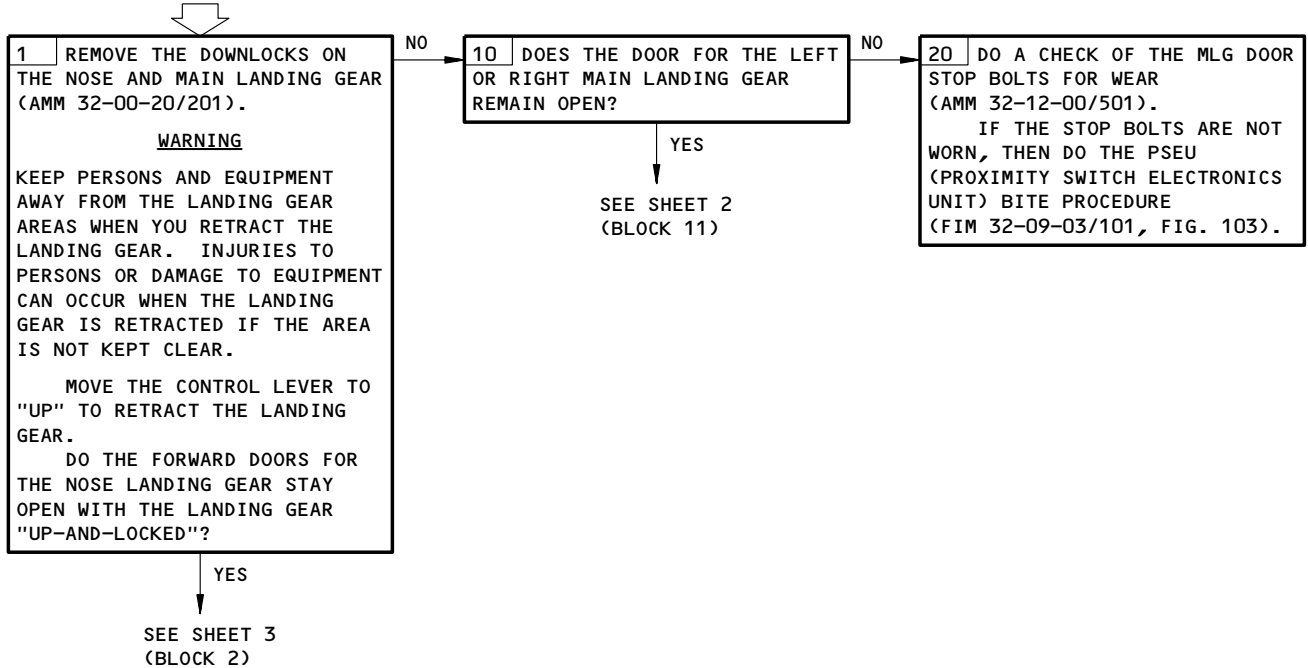 1 REMOVE THE DOWNLOCKS ON
THE NOSE AND MAIN LANDING GEAR
(AMM 32-00-20/201).
WARNING
KEEP PERSONS AND EQUIPMENT
AWAY FROM THE LANDING GEAR
AREAS WHEN YOU RETRACT THE
LANDING GEAR. INJURIES TO
PERSONS OR DAMAGE TO EQUIPMENT
CAN OCCUR WHEN THE LANDING
GEAR IS RETRACTED IF THE AREA
IS NOT KEPT CLEAR.
MOVE THE CONTROL LEVER TO
"UP" TO RETRACT THE LANDING
GEAR.
DO THE FORWARD DOORS FOR
THE NOSE LANDING GEAR STAY
OPEN WITH THE LANDING GEAR
"UP-AND-LOCKED"?
YES
SEE SHEET 3
(BLOCK 2)
NO
10 DOES THE DOOR FOR THE LEFT
OR RIGHT MAIN LANDING GEAR
REMAIN OPEN?
YES
SEE SHEET 2
(BLOCK 11)
NO
20 DO A CHECK OF THE MLG DOOR
STOP BOLTS FOR WEAR
(AMM 32-12-00/501).
IF THE STOP BOLTS ARE NOT
WORN, THEN DO THE PSEU
(PROXIMITY SWITCH ELECTRONICS
UNIT) BITE PROCEDURE
(FIM 32-09-03/101, FIG. 103).